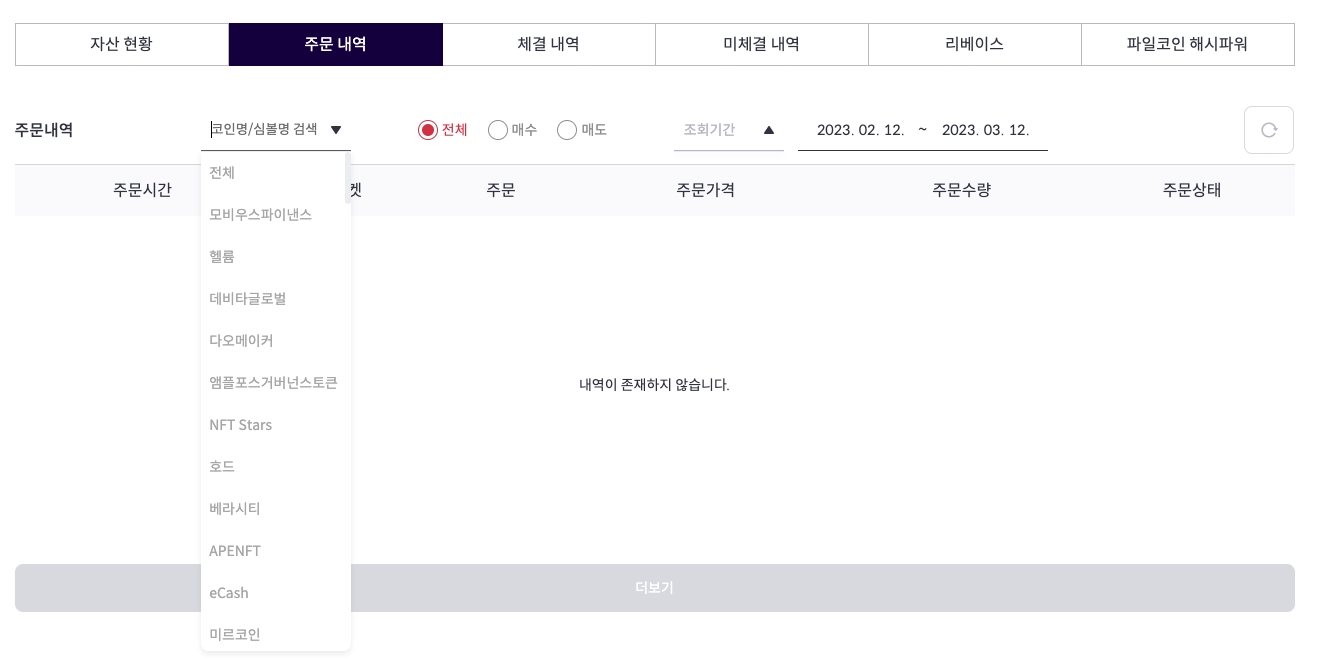 자산 현황
주문 내역
체결 내역
미체결 내역
리베이스
파일코인 해시파워
주문내역
코인명/심볼명 검색
전체
매수
매도
조회기간
2023. 02. 12. ~ 2023. 03. 12.
주문시간
켓
주문
주문가격
주문수량
주문상태
전체
모비우스파이낸스
헬륨
데비타글로벌
다오메이커
앰플포스거버넌스토큰
NFT Stars
호드
베라시티
APENFT
eCash
미르코인
내역이 존재하지 않습니다.
더보기